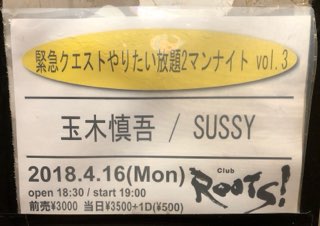 緊急クエストやりたい放題2マンナイト vol.3
玉木慎吾 / SUSSY
2018.4.16(Mon)
open 18:30 / start 19:00
前売¥3000 当日¥3500+1D(¥500)
Club
ROOTS!